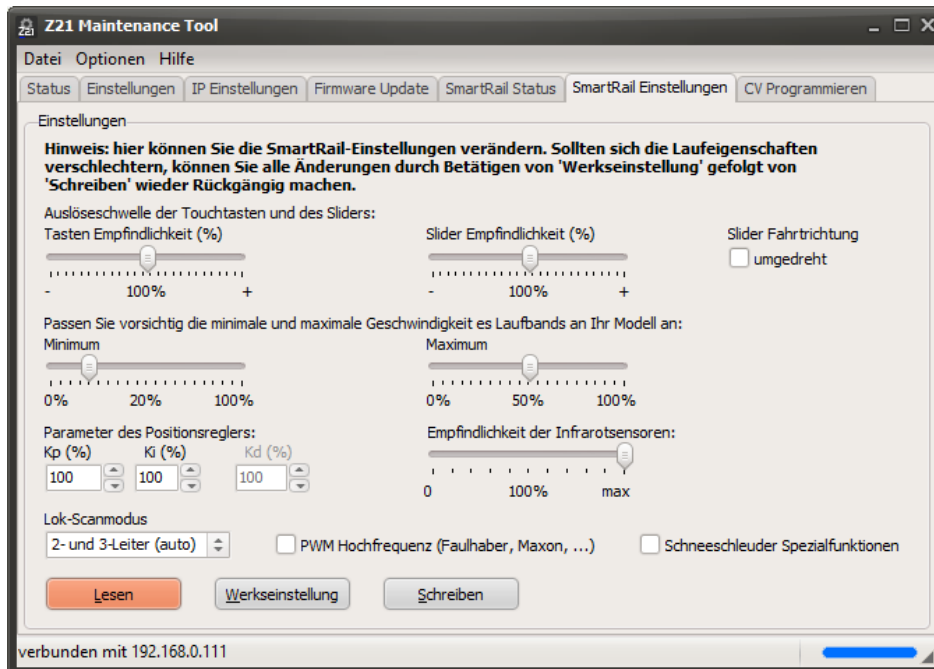 Z21 Maintenance Tool
Datei Optionen Hilfe
Status Einstellungen IP Einstellungen Firmware Update SmartRail Status SmartRail Einstellungen CV Programmieren
Einstellungen
Hinweis: hier können Sie die SmartRail-Einstellungen verändern. Sollten sich die Laufeigenschaften
verschlechtern, können Sie alle Änderungen durch Betätigen von 'Werkseinstellung' gefolgt von
'Schreiben' wieder Rückgängig machen.
Auslöseschwelle der Touchtasten und des Sliders:
Tasten Empfindlichkeit (%) Slider Empfindlichkeit (%) Slider Fahrtrichtung
umgedreht
- 100% + - 100% +
Passen Sie vorsichtig die minimale und maximale Geschwindigkeit es Laufbands an Ihr Modell an:
Minimum Maximum
0% 20% 100% 0% 50% 100%
Parameter des Positionsreglers: Empfindlichkeit der Infrarotsensoren:
Kp (%) Ki (%) Kd (%)
100 100 100
0 100% max
Lok-Scanmodus
2- und 3-Leiter (auto) PWM Hochfrequenz (Faulhaber, Maxon, ...) Schneeschleuder Spezialfunktionen
Lesen Werkseinstellung Schreiben
verbunden mit 192.168.0.111